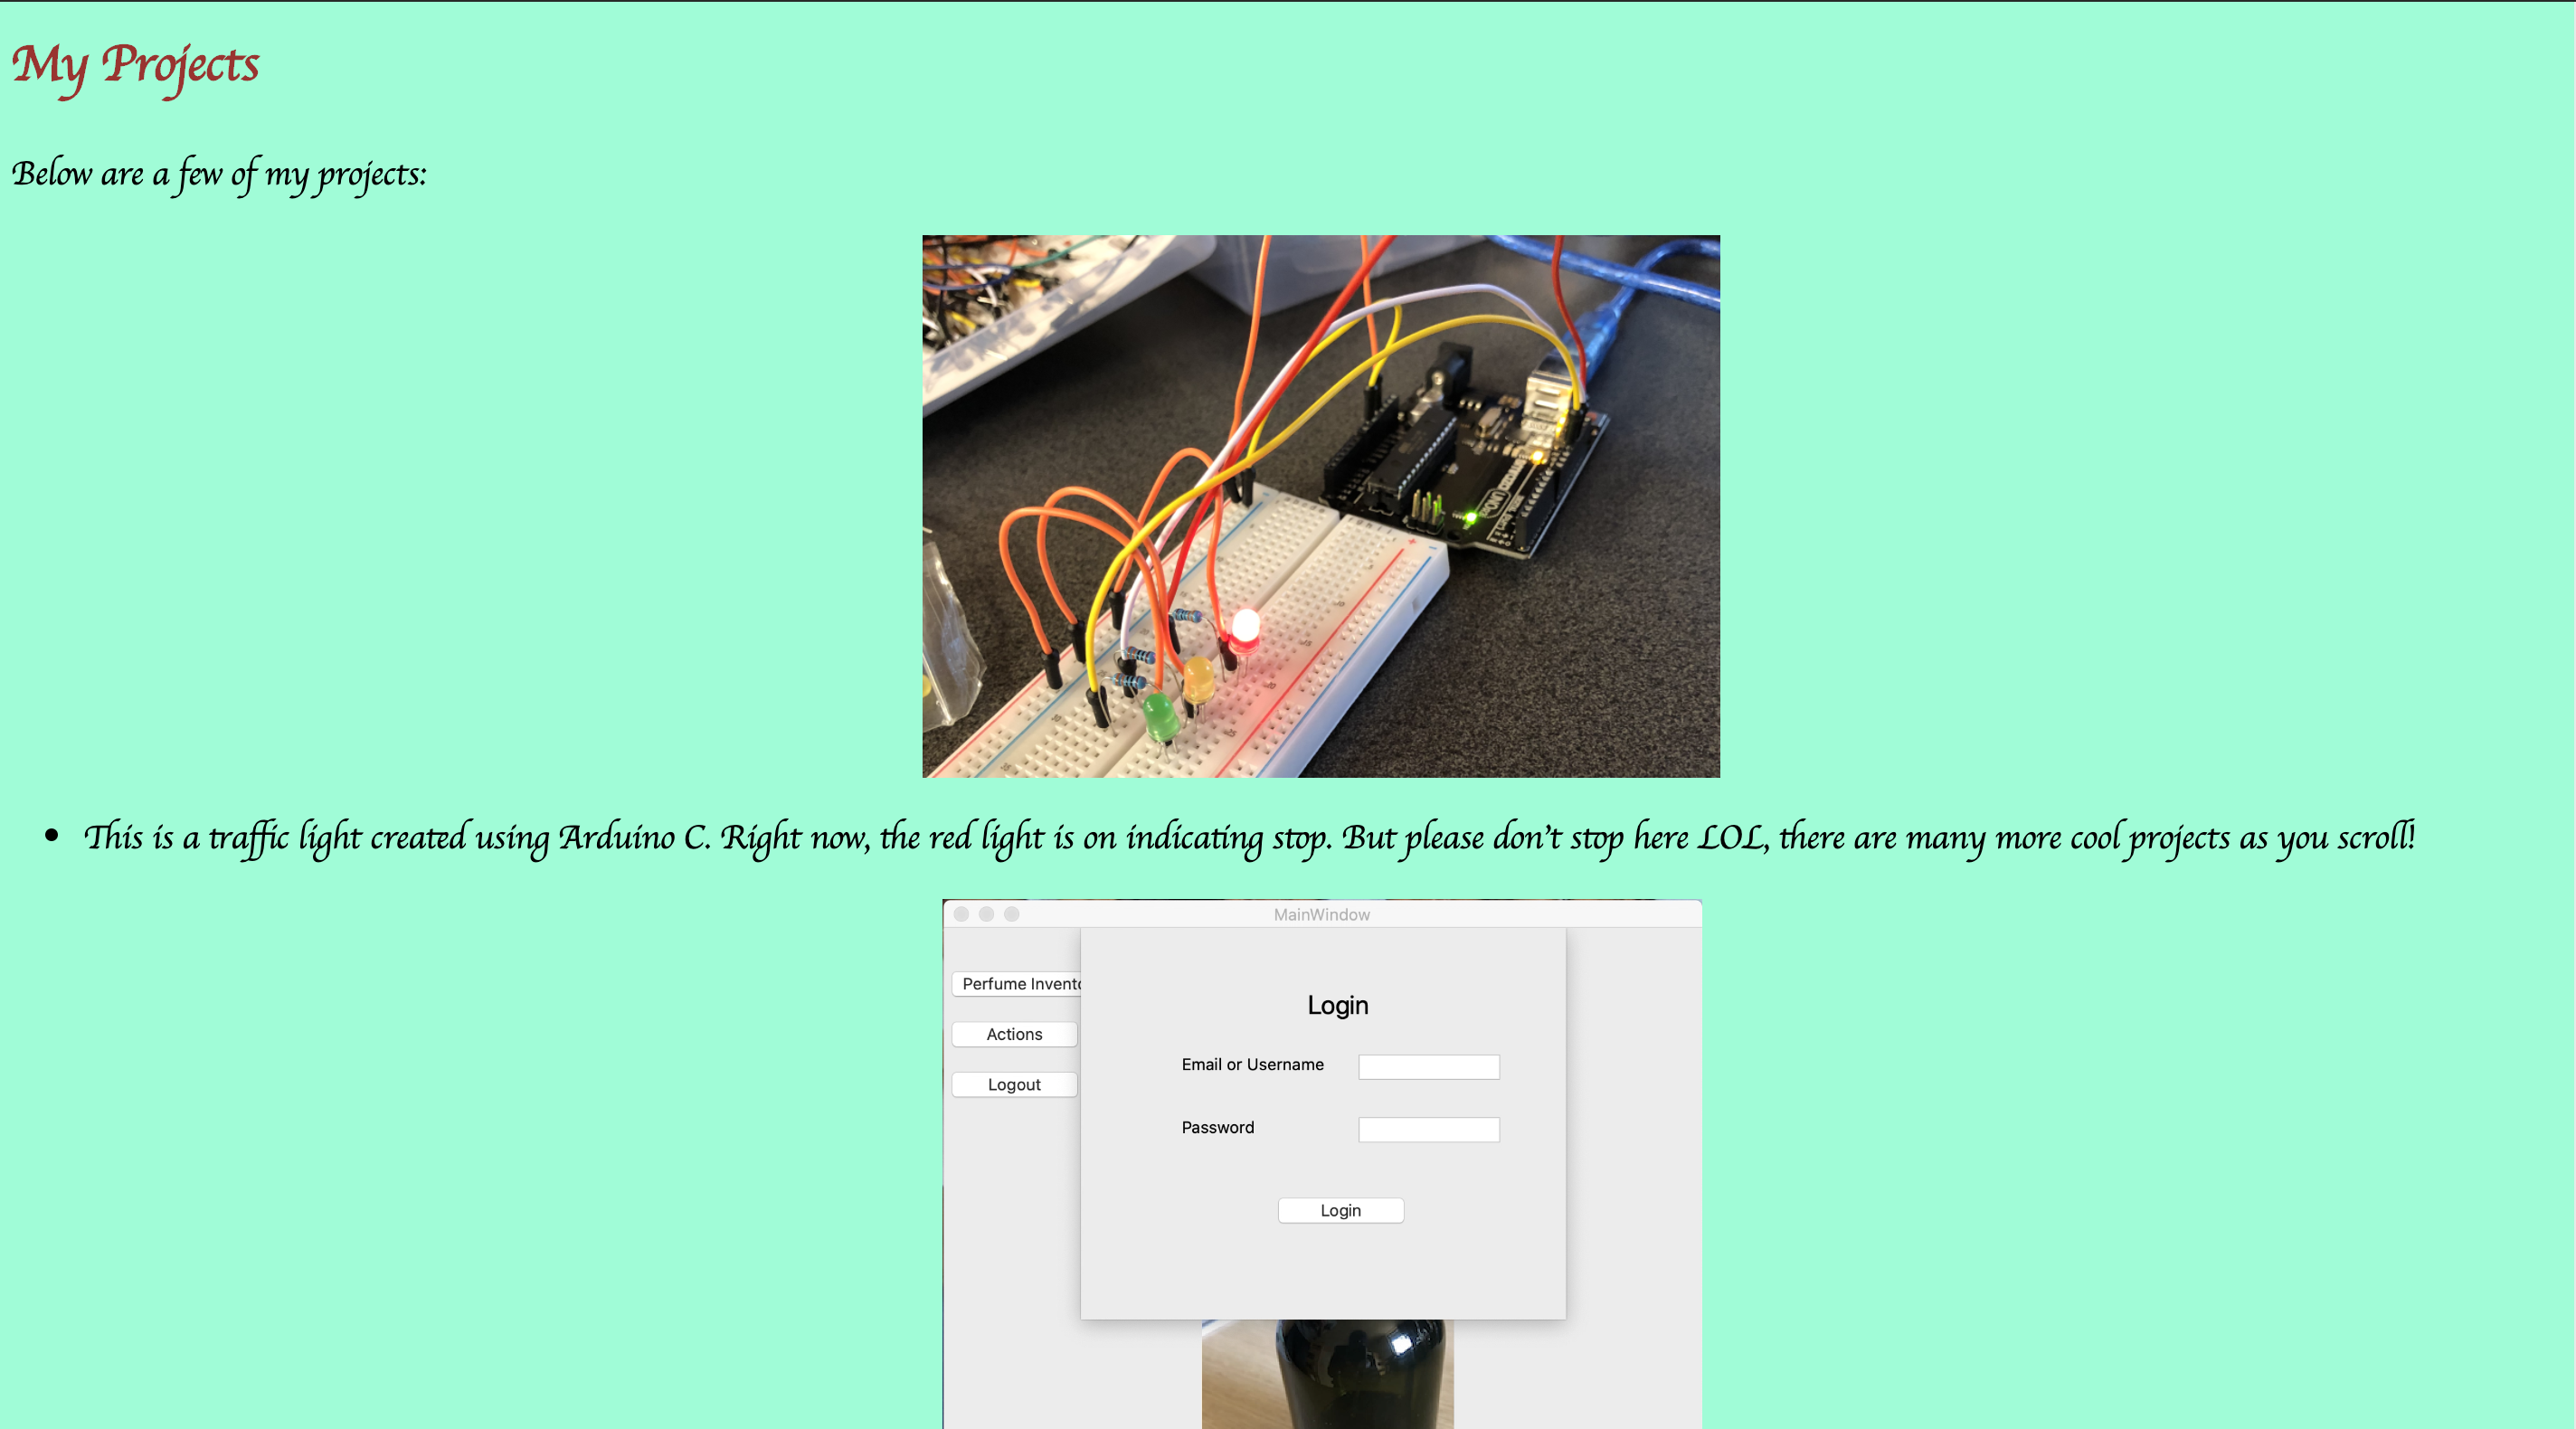 My Projects
Below are a few of my projects:
UNO
This is a traffic light created using Arduino C. Right now, the red light is on indicating stop. But please don't stop here LOL, there are many more cool projects as you scroll!
MainWindow
Perfume Invento
Actions
Logout
Login
Email or Username
Password
Login